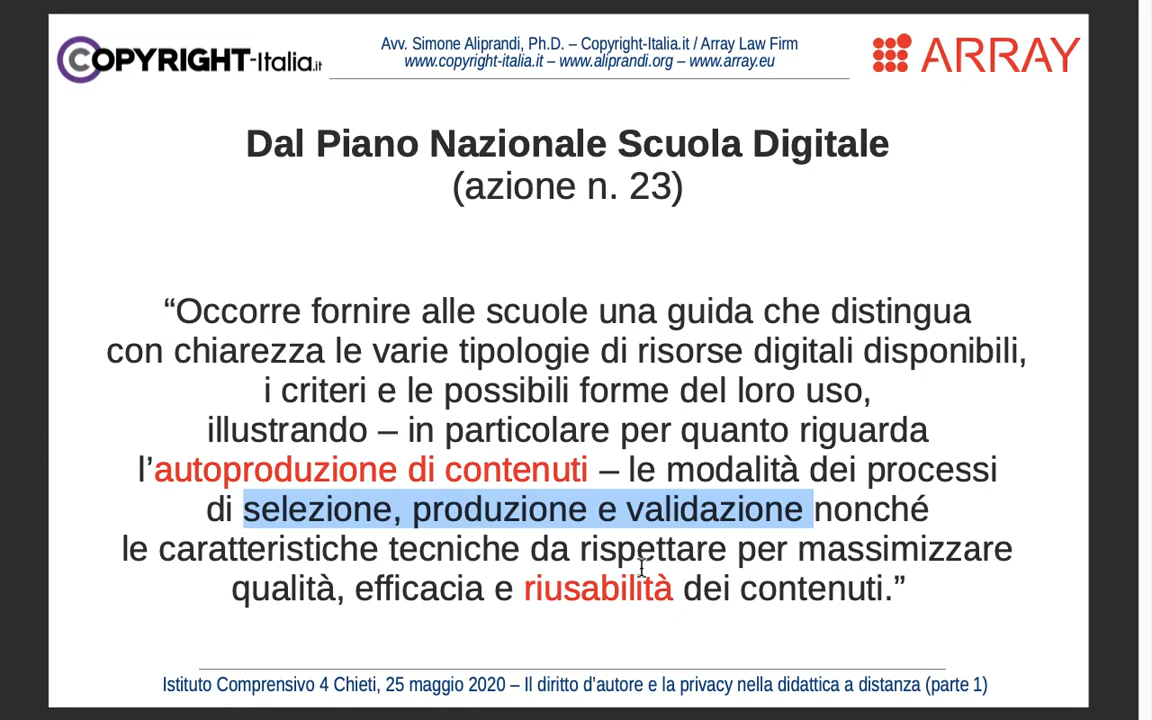 COPYRIGHT-Italia.it
Avv. Simone Aliprandi, Ph.D. – Copyright-Italia.it / Array Law Firm
www.copyright-italia.it – www.aliprandi.org – www.array.eu
ARRAY
Dal Piano Nazionale Scuola Digitale
(azione n. 23)
“Occorre fornire alle scuole una guida che distingua
con chiarezza le varie tipologie di risorse digitali disponibili,
i criteri e le possibili forme del loro uso,
illustrando – in particolare per quanto riguarda
l’autoproduzione di contenuti – le modalità dei processi
di selezione, produzione e validazione nonché
le caratteristiche tecniche da rispettare per massimizzare
qualità, efficacia e riusabilità dei contenuti.”
Istituto Comprensivo 4 Chieti, 25 maggio 2020 – Il diritto d’autore e la privacy nella didattica a distanza (parte 1)